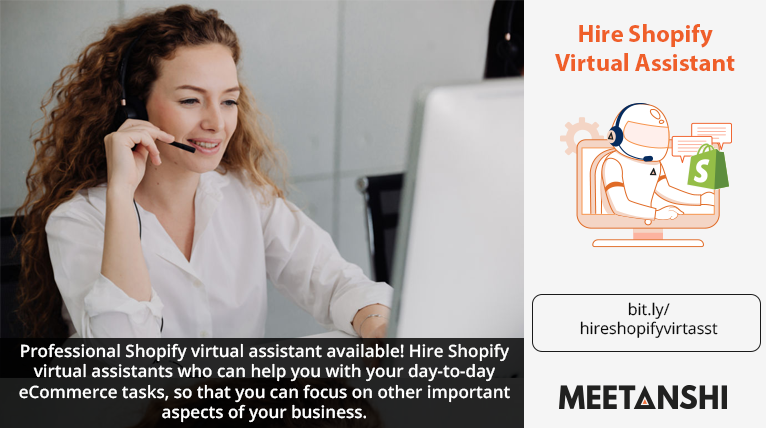 Hire Shopify
Virtual Assistant
bit.ly/
hireshopifyvirtasst
MEETANSHI
Professional Shopify virtual assistant available! Hire Shopify
virtual assistants who can help you with your day-to-day
eCommerce tasks, so that you can focus on other important
aspects of your business.